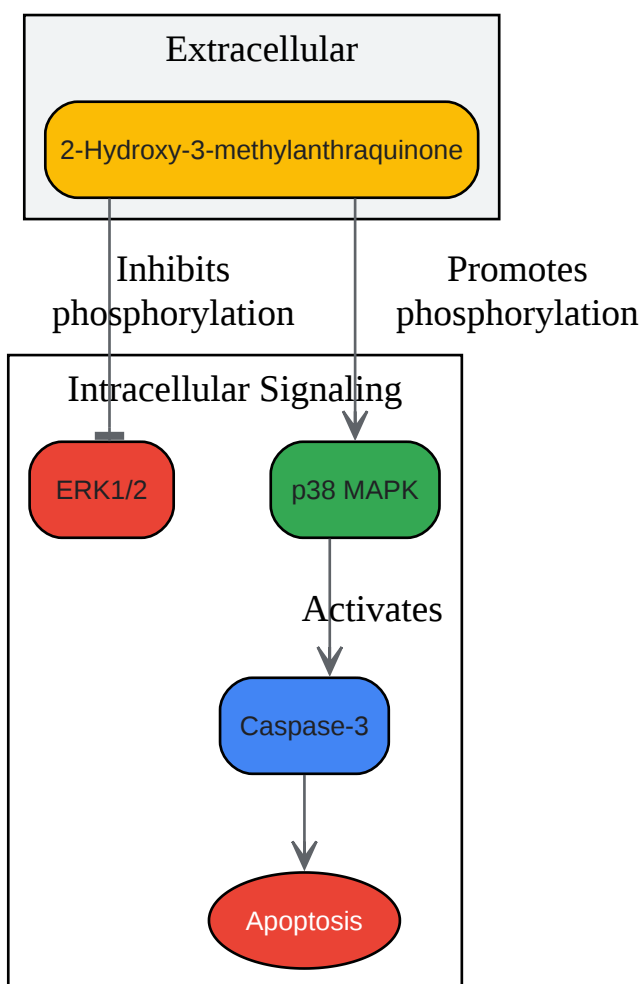 Extracellular
2-Hydroxy-3-methylanthraquinone
Inhibits
phosphorylation
Promotes
phosphorylation
Intracellular Signaling
ERK1/2
p38 MAPK
Activates
Caspase-3
Apoptosis